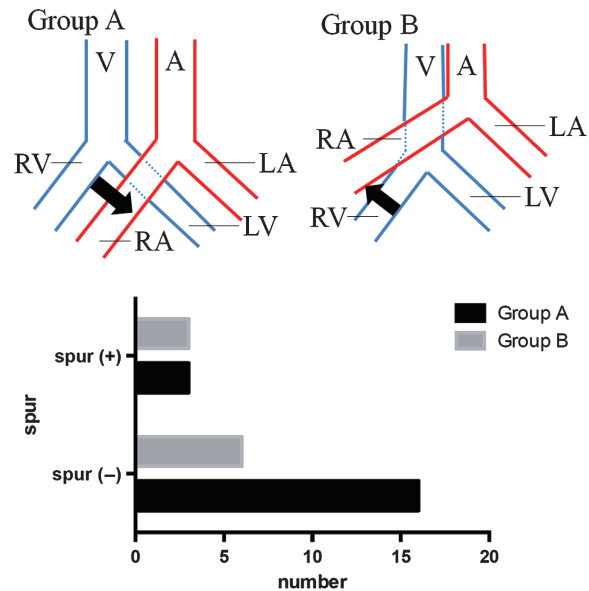 Group A
V
A
RV
LA
RA
LV
Group B
V
A
RA
LA
RV
LV
Group A
Group B
spur (+)
spur (–)
spur
0 5 10 15 20
number